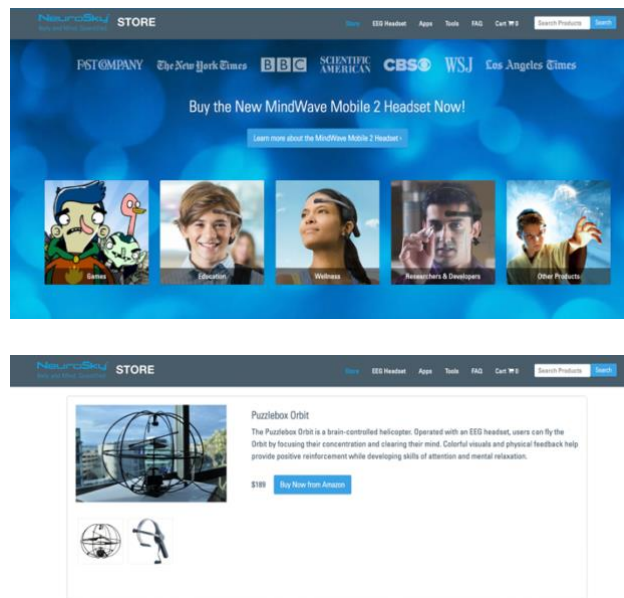 NeuroSky STORE
Store EEG Headset Apps Tools FAQ Cart 0 Search Products Search
FAST COMPANY The New York Times BBC SCIENTIFIC AMERICAN CBS WSJ Los Angeles Times
Buy the New MindWave Mobile 2 Headset Now!
Learn more about the MindWave Mobile 2 Headset ›
Games Education Wellness Researchers & Developers Other Products
NeuroSky STORE
Store EEG Headset Apps Tools FAQ Cart 0 Search Products Search
Puzzlebox Orbit
The Puzzlebox Orbit is a brain-controlled helicopter. Operated with an EEG headset, users can fly the
Orbit by focusing their concentration and clearing their mind. Colorful visuals and physical feedback help
provide positive reinforcement while developing skills of attention and mental relaxation.
$189 Buy Now from Amazon